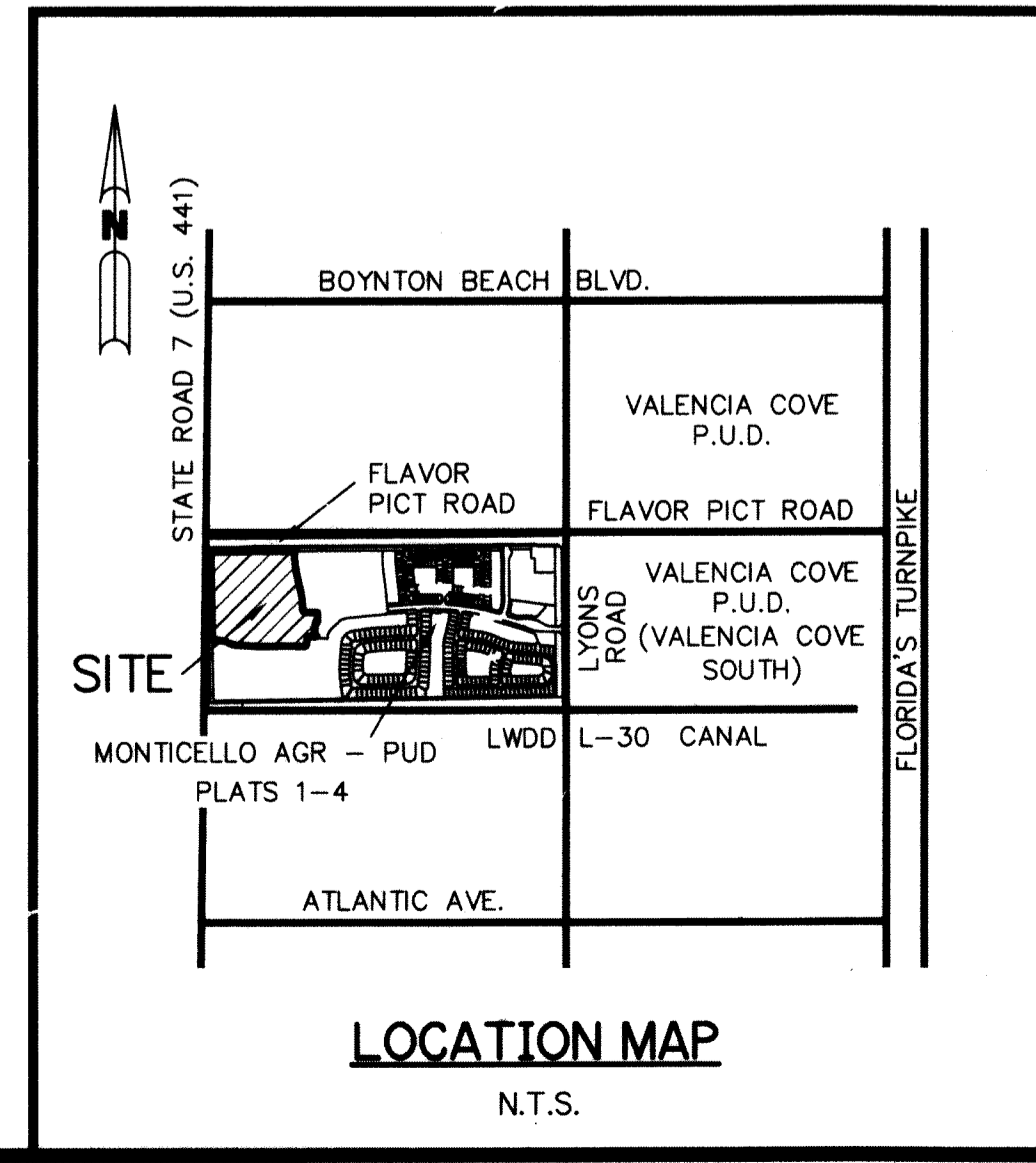 N
STATE ROAD 7 (U.S. 441)
BOYNTON BEACH BLVD.
VALENCIA COVE
P.U.D.
FLAVOR
PICT ROAD
FLAVOR PICT ROAD
FLORIDA'S TURNPIKE
LYONS
ROAD
VALENCIA COVE
P.U.D.
(VALENCIA COVE
SOUTH)
SITE
MONTICELLO AGR – PUD
PLATS 1–4
LWDD L–30 CANAL
ATLANTIC AVE.
LOCATION MAP
N.T.S.